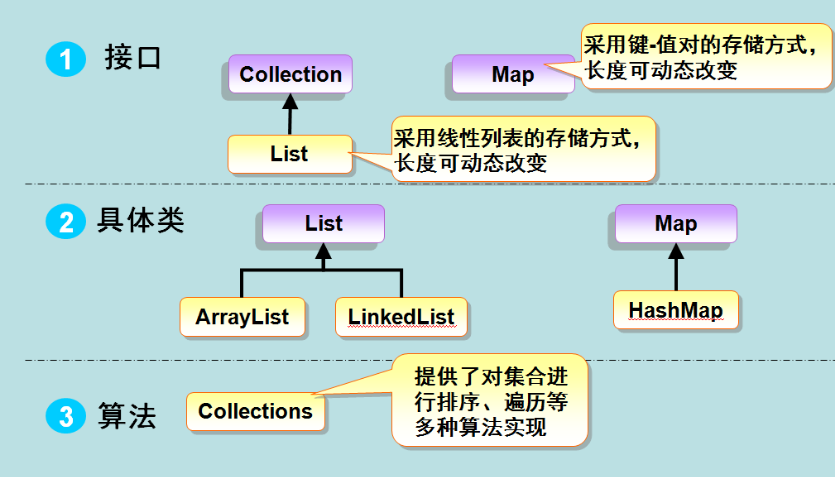 1 接口
Collection
Map
采用键-值对的存储方式，
长度可动态改变
List
采用线性列表的存储方式，
长度可动态改变
2 具体类
List
Map
ArrayList
LinkedList
HashMap
3 算法
Collections
提供了对集合进
行排序、遍历等
多种算法实现